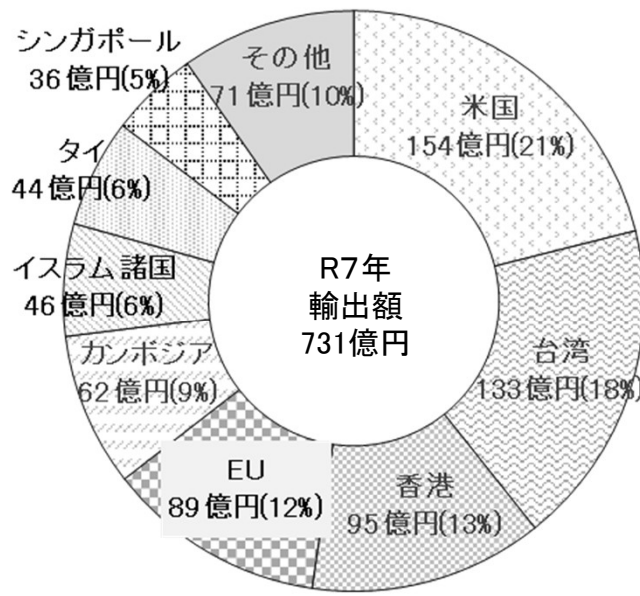 R7年
輸出額
731億円
米国
154億円(21%)
台湾
133億円(18%)
香港
95億円(13%)
EU
89億円(12%)
カンボジア
62億円(9%)
イスラム諸国
46億円(6%)
タイ
44億円(6%)
シンガポール
36億円(5%)
その他
71億円(10%)